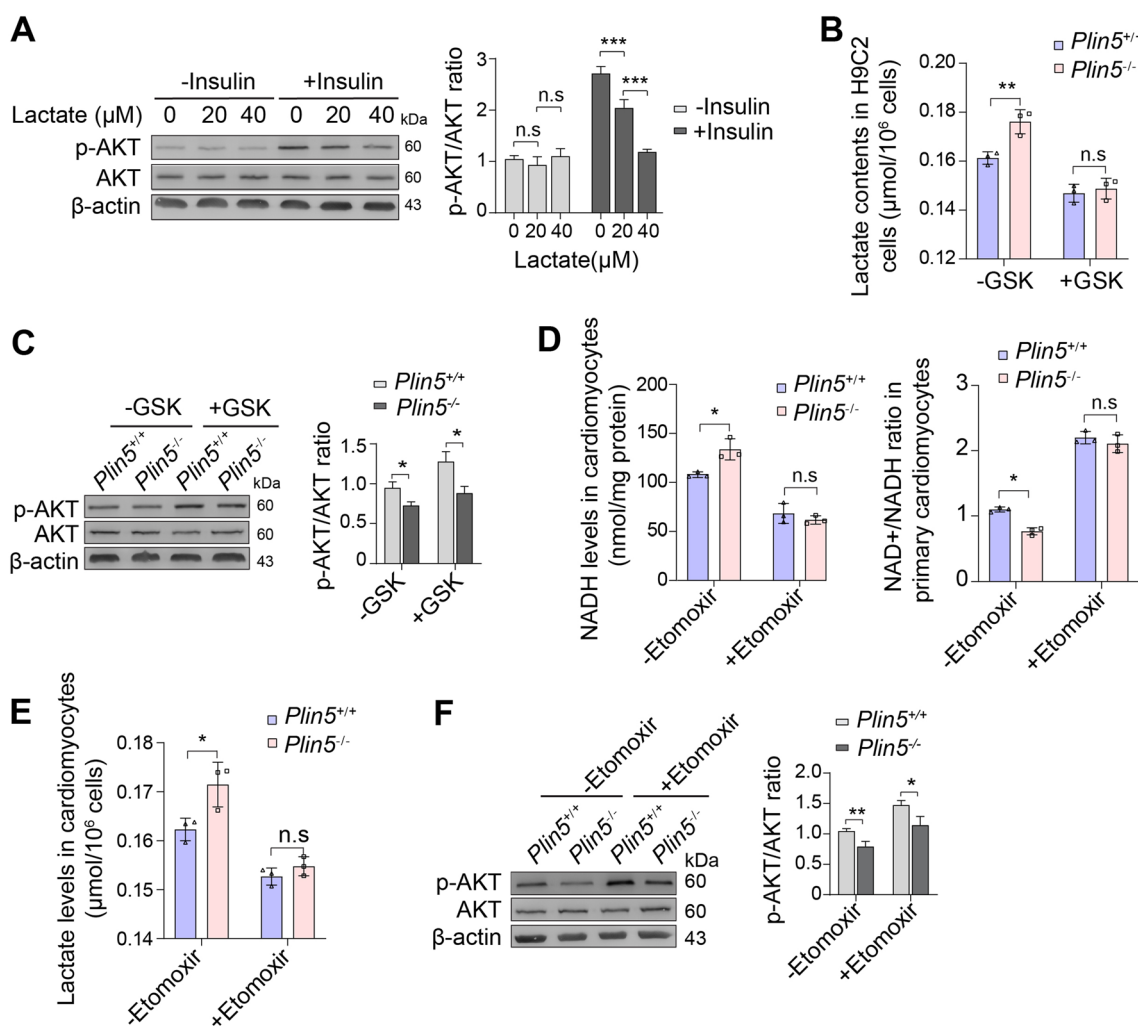 A
-Insulin +Insulin
Lactate (µM) 0 20 40 0 20 40 kDa
p-AKT 60
AKT 60
β-actin 43
p-AKT/AKT ratio
3
2
1
0
n.s
n.s
***
***
-Insulin
+Insulin
0 20 40 0 20 40
Lactate(µM)
B
Lactate contents in H9C2
cells (µmol/10⁶ cells)
Plin5+/+
Plin5-/-
0.20
0.18
0.16
0.14
0.12
**
n.s
-GSK +GSK
C
-GSK +GSK
Plin5+/+ Plin5-/- Plin5+/+ Plin5-/-
kDa
p-AKT 60
AKT 60
β-actin 43
Plin5+/+
Plin5-/-
p-AKT/AKT ratio
1.5
1.0
0.5
0
*
*
-GSK +GSK
D
NADH levels in cardiomyocytes
(nmol/mg protein)
Plin5+/+
Plin5-/-
200
150
100
50
0
*
n.s
-Etomoxir +Etomoxir
NAD+/NADH ratio in
primary cardiomyocytes
Plin5+/+
Plin5-/-
3
2
1
0
*
n.s
-Etomoxir +Etomoxir
E
Lactate levels in cardiomyocytes
(µmol/10⁶ cells)
Plin5+/+
Plin5-/-
0.18
0.17
0.16
0.15
0.14
*
n.s
-Etomoxir +Etomoxir
F
-Etomoxir +Etomoxir
Plin5+/+ Plin5-/- Plin5+/+ Plin5-/-
kDa
p-AKT 60
AKT 60
β-actin 43
Plin5+/+
Plin5-/-
p-AKT/AKT ratio
2.0
1.5
1.0
0.5
0
**
*
-Etomoxir +Etomoxir